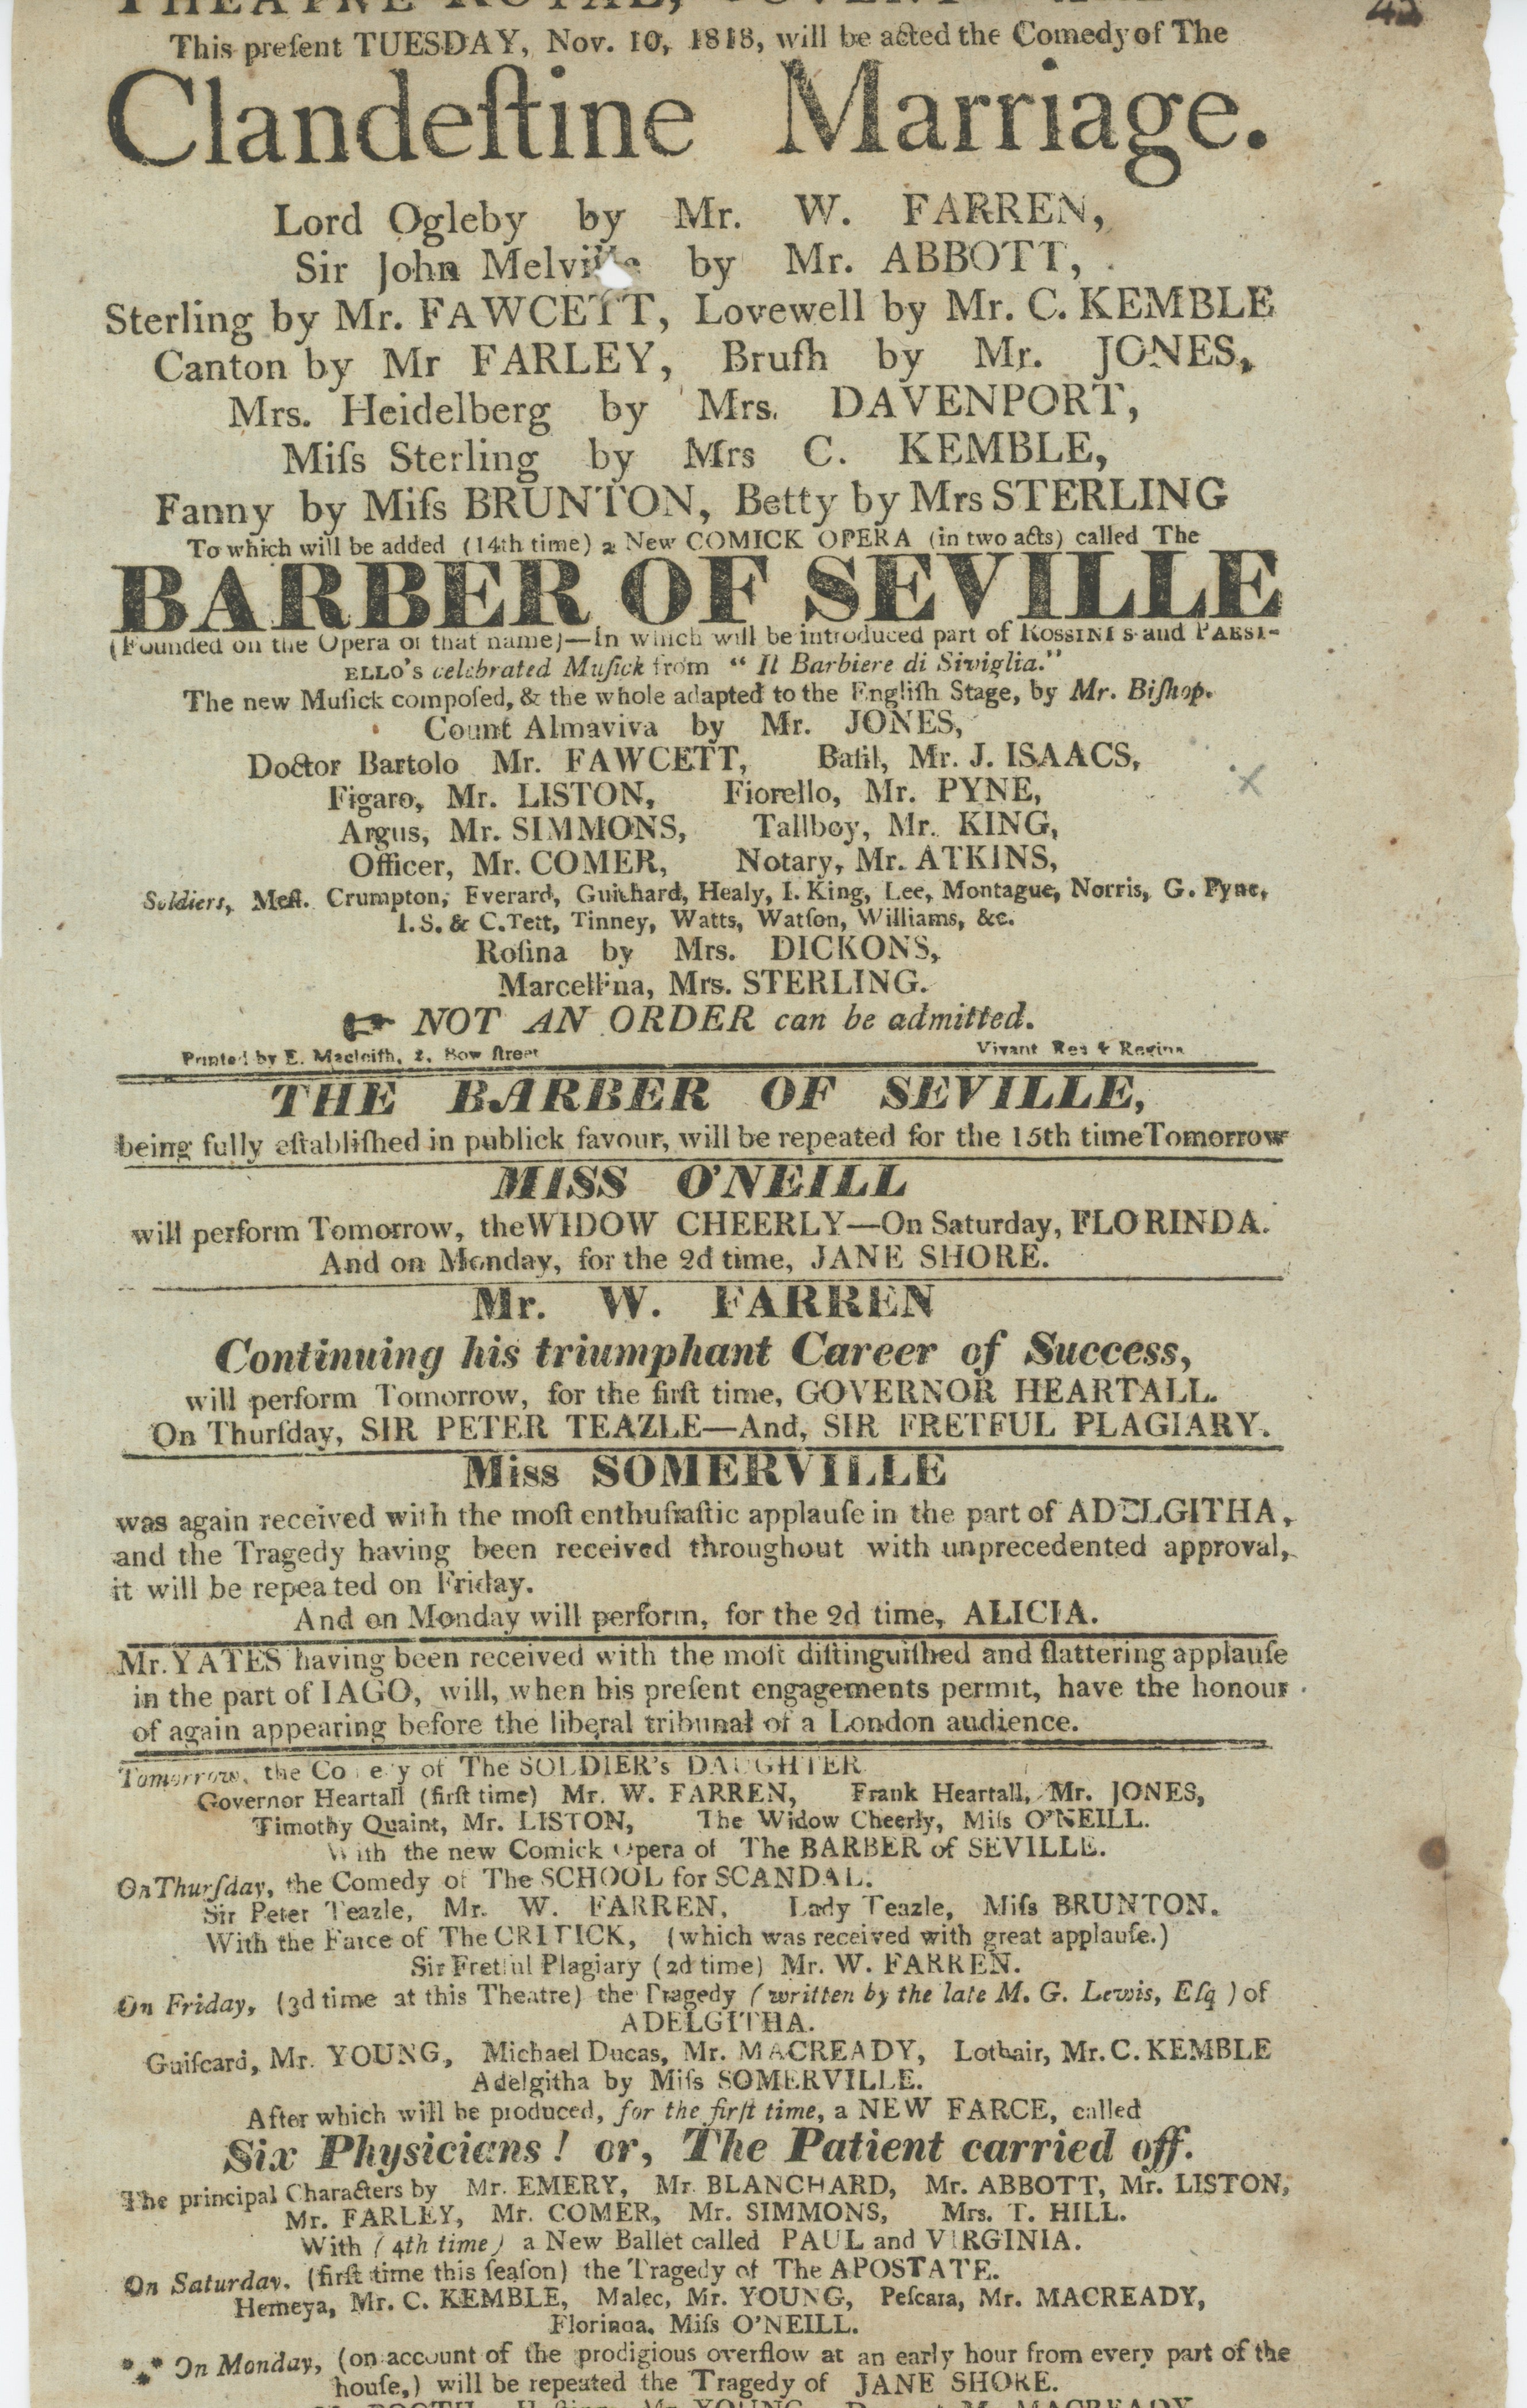 THEATRE ROYAL,
This preſent TUESDAY, Nov. 10, 1818, will be acted the Comedy of The
Clandeſtine Marriage.
Lord Ogleby by Mr. W. FARREN,
Sir John Melville by Mr. ABBOTT,
Sterling by Mr. FAWCETT, Lovewell by Mr. C. KEMBLE
Canton by Mr FARLEY, Bruſh by Mr. JONES,
Mrs. Heidelberg by Mrs. DAVENPORT,
Miſs Sterling by Mrs C. KEMBLE,
Fanny by Miſs BRUNTON, Betty by Mrs STERLING
To which will be added (14th time) a New COMICK OPERA (in two acts) called The
BARBER OF SEVILLE
(Founded on the Opera of that name)—In which will be introduced part of ROSSINI's and PAESI-
ELLO's celebrated Muſick from " Il Barbiere di Siviglia."
The new Muſick composed, & the whole adapted to the Engliſh Stage, by Mr. Biſhop.
Count Almaviva by Mr. JONES,
Doctor Bartolo Mr. FAWCETT, Baſil, Mr. J. ISAACS,
Figaro, Mr. LISTON, Fiorello, Mr. PYNE,
Argus, Mr. SIMMONS, Tallboy, Mr. KING,
Officer, Mr. COMER, Notary, Mr. ATKINS,
Soldiers, Meſſ. Crumpton, Everard, Guichard, Healy, I. King, Lee, Montague, Norris, G. Pyne,
I. S. & C. Tett, Tinney, Watts, Watſon, Williams, &c.
Roſina by Mrs. DICKONS,
Marcellina, Mrs. STERLING.
☞ NOT AN ORDER can be admitted.
Printed by E. Macleiſh, 2, Bow ſtreet Vivant Rex & Regina
THE BARBER OF SEVILLE,
being fully eſtabliſhed in publick favour, will be repeated for the 15th time Tomorrow
MISS O'NEILL
will perform Tomorrow, the WIDOW CHEERLY—On Saturday, FLORINDA.
And on Monday, for the 2d time, JANE SHORE.
Mr. W. FARREN
Continuing his triumphant Career of Success,
will perform Tomorrow, for the firſt time, GOVERNOR HEARTALL.
On Thurſday, SIR PETER TEAZLE—And, SIR FRETFUL PLAGIARY.
Miss SOMERVILLE
was again received with the moſt enthuſiaſtic applauſe in the part of ADELGITHA,
and the Tragedy having been received throughout with unprecedented approval,
it will be repeated on Friday.
And on Monday will perform, for the 2d time, ALICIA.
Mr. YATES having been received with the moſt diſtinguiſhed and flattering applauſe
in the part of IAGO, will, when his preſent engagements permit, have the honour
of again appearing before the liberal tribunal of a London audience.
Tomorrow, the Comedy of The SOLDIER's DAUGHTER
Governor Heartall (firſt time) Mr. W. FARREN, Frank Heartall, Mr. JONES,
Timothy Quaint, Mr. LISTON, The Widow Cheerly, Miſs O'NEILL.
With the new Comick Opera of The BARBER of SEVILLE.
On Thurſday, the Comedy of The SCHOOL for SCANDAL.
Sir Peter Teazle, Mr. W. FARREN, Lady Teazle, Miſs BRUNTON.
With the Farce of The CRITICK, (which was received with great applauſe.)
Sir Fretful Plagiary (2d time) Mr. W. FARREN.
On Friday, (3d time at this Theatre) the Tragedy (written by the late M. G. Lewis, Eſq ) of
ADELGITHA.
Guiſcard, Mr. YOUNG, Michael Ducas, Mr. MACREADY, Lothair, Mr. C. KEMBLE
Adelgitha by Miſs SOMERVILLE.
After which will be produced, for the firſt time, a NEW FARCE, called
Six Physicians! or, The Patient carried off.
The principal Characters by Mr. EMERY, Mr. BLANCHARD, Mr. ABBOTT, Mr. LISTON,
Mr. FARLEY, Mr. COMER, Mr. SIMMONS, Mrs. T. HILL.
With (4th time) a New Ballet called PAUL and VIRGINIA.
On Saturday, (firſt time this ſeaſon) the Tragedy of The APOSTATE.
Hemeya, Mr. C. KEMBLE, Malec, Mr. YOUNG, Peſcara, Mr. MACREADY,
Florinda, Miſs O'NEILL.
On Monday, (on account of the prodigious overflow at an early hour from every part of the
houſe,) will be repeated the Tragedy of JANE SHORE.